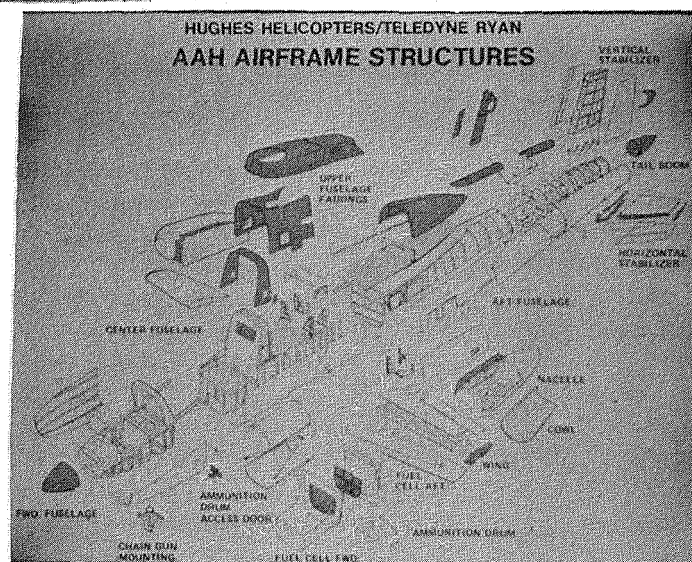 HUGHES HELICOPTERS/TELEDYNE RYAN
AAH AIRFRAME STRUCTURES
VERTICAL
STABILIZER
TAIL BOOM
UPPER
FUSELAGE
FAIRINGS
HORIZONTAL
STABILIZER
AFT FUSELAGE
CENTER FUSELAGE
NACELLE
COWL
WING
FUEL
CELL AFT
AMMUNITION
DRUM
ACCESS DOOR
FWD. FUSELAGE
AMMUNITION DRUM
CHAIN GUN
MOUNTING
FUEL CELL FWD.